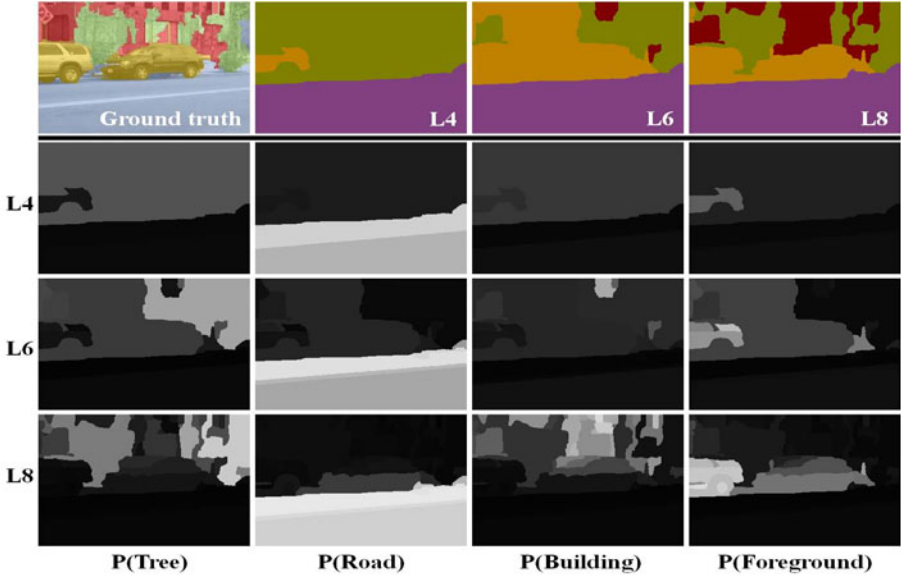 Ground truth
L4
L6
L8
L4
L6
L8
P(Tree)
P(Road)
P(Building)
P(Foreground)